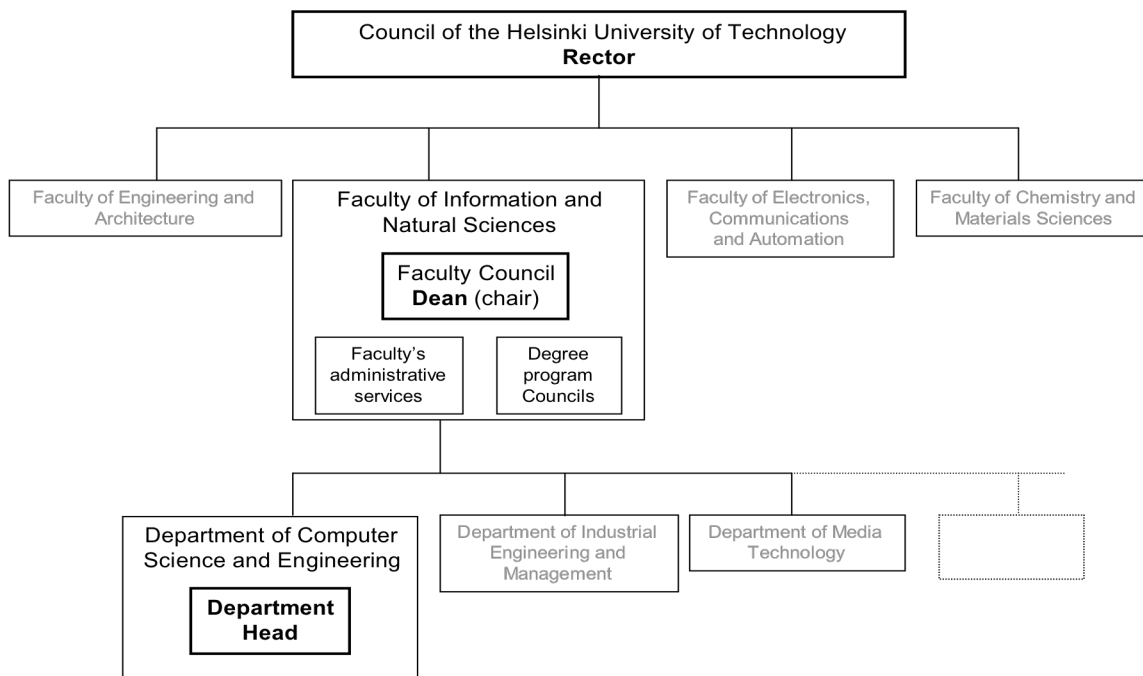 Council of the Helsinki University of Technology
Rector
Faculty of Engineering and
Architecture
Faculty of Information and
Natural Sciences
Faculty Council
Dean (chair)
Faculty’s
administrative
services
Degree
program
Councils
Faculty of Electronics,
Communications
and Automation
Faculty of Chemistry and
Materials Sciences
Department of Computer
Science and Engineering
Department
Head
Department of Industrial
Engineering and
Management
Department of Media
Technology